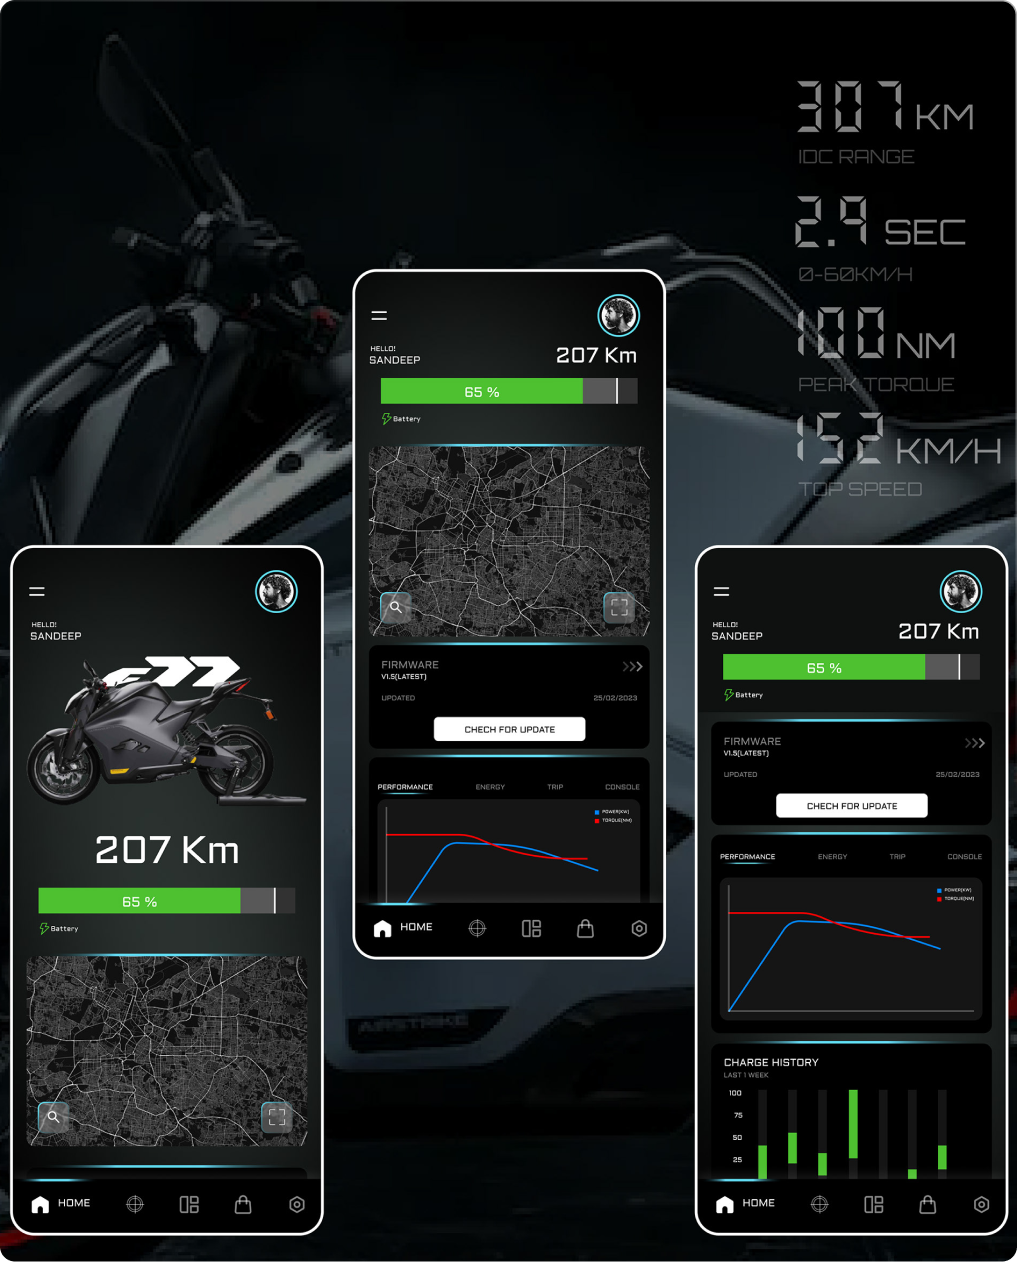 307 KM
IDC RANGE
2.9 SEC
0-60KM/H
100 NM
PEAK TORQUE
152 KM/H
TOP SPEED
HELLO!
SANDEEP
F77
207 Km
65 %
Battery
HOME
HELLO!
SANDEEP
207 Km
65 %
Battery
FIRMWARE
V1.5(LATEST)
UPDATED
25/02/2023
CHECH FOR UPDATE
PERFORMANCE ENERGY TRIP CONSOLE
POWER(KW)
TORQUE(NM)
HOME
AIRSTRIKE
HELLO!
SANDEEP
207 Km
65 %
Battery
FIRMWARE
V1.5(LATEST)
UPDATED
25/02/2023
CHECH FOR UPDATE
PERFORMANCE ENERGY TRIP CONSOLE
POWER(KW)
TORQUE(NM)
CHARGE HISTORY
LAST 1 WEEK
100
75
50
25
HOME